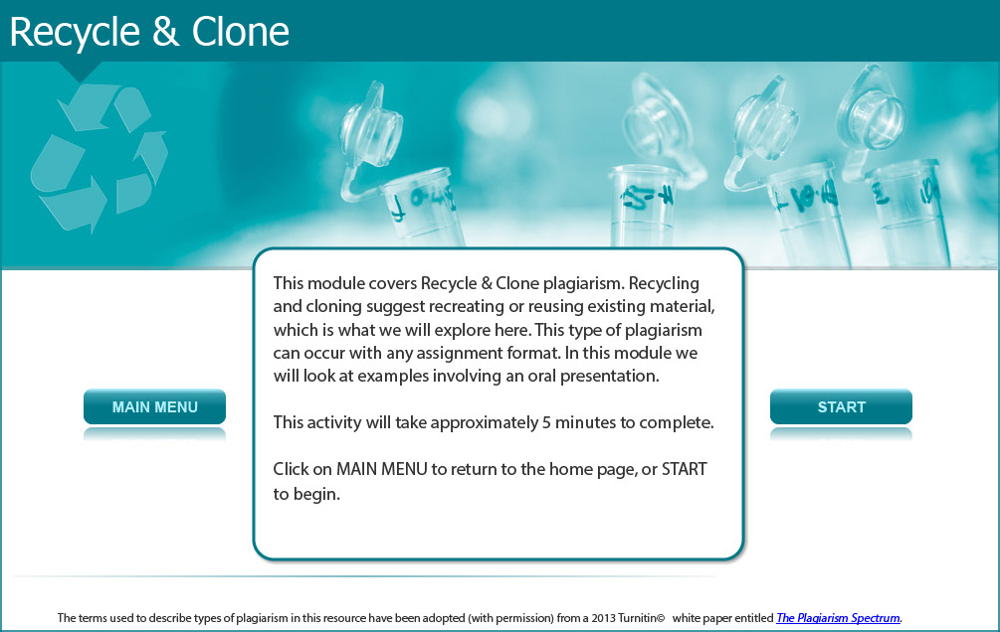 Recycle & Clone
This module covers Recycle & Clone plagiarism. Recycling
and cloning suggest recreating or reusing existing material,
which is what we will explore here. This type of plagiarism
can occur with any assignment format. In this module we
will look at examples involving an oral presentation.
This activity will take approximately 5 minutes to complete.
Click on MAIN MENU to return to the home page, or START
to begin.
MAIN MENU
START
The terms used to describe types of plagiarism in this resource have been adopted (with permission) from a 2013 Turnitin© white paper entitled The Plagiarism Spectrum.